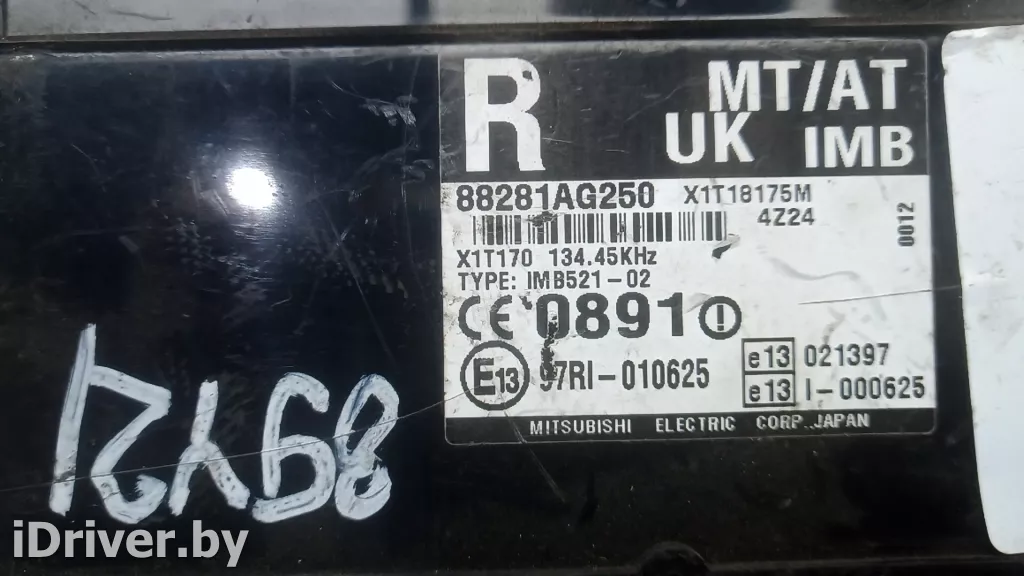 R
MT/AT
UK IMB
88281AG250 X1T18175M
4Z24
0012
X1T170 134.45KHz
TYPE: IMB521-02
CE 0891
E13 97RI-010625
e13 021397
e13 I-000625
MITSUBISHI ELECTRIC CORP. JAPAN
iDriver.by